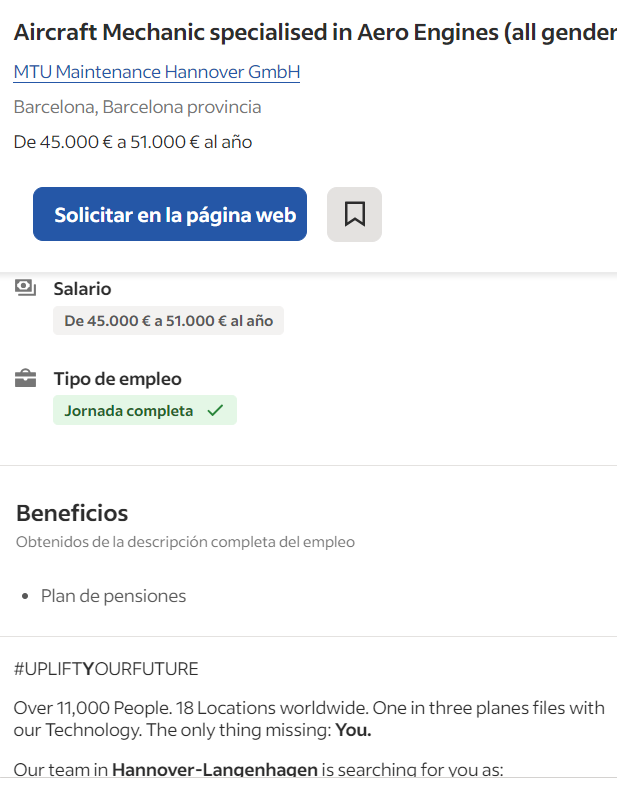 Aircraft Mechanic specialised in Aero Engines (all gender
MTU Maintenance Hannover GmbH
Barcelona, Barcelona provincia
De 45.000 € a 51.000 € al año
Solicitar en la página web
Salario
De 45.000 € a 51.000 € al año
Tipo de empleo
Jornada completa
Beneficios
Obtenidos de la descripción completa del empleo
Plan de pensiones
#UPLIFTYOURFUTURE
Over 11,000 People. 18 Locations worldwide. One in three planes files with
our Technology. The only thing missing: You.
Our team in Hannover-Langenhagen is searching for you as: